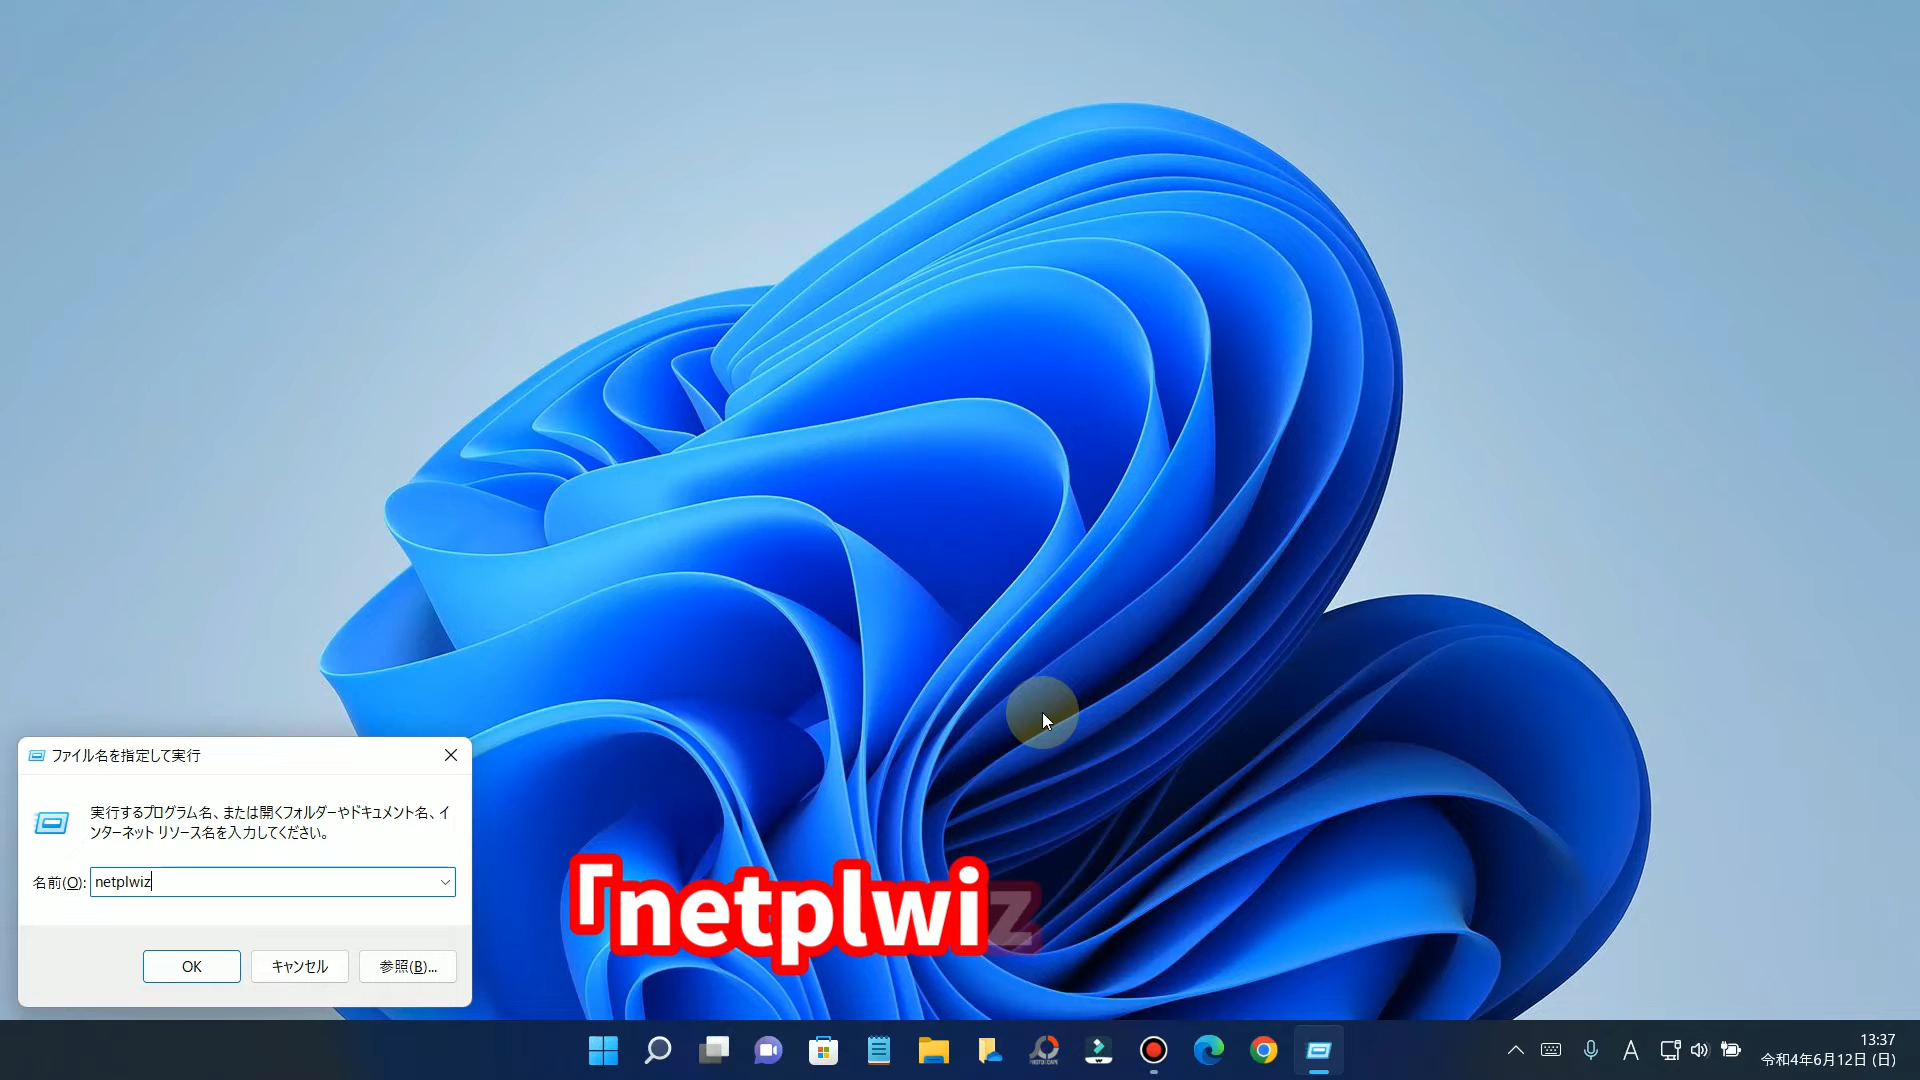 ファイル名を指定して実行
実行するプログラム名、または開くフォルダーやドキュメント名、イ
ンターネット リソース名を入力してください。
名前(O): netplwiz
OK
キャンセル
参照(B)...
「netplwiz
A
13:37
令和4年6月12日 (日)